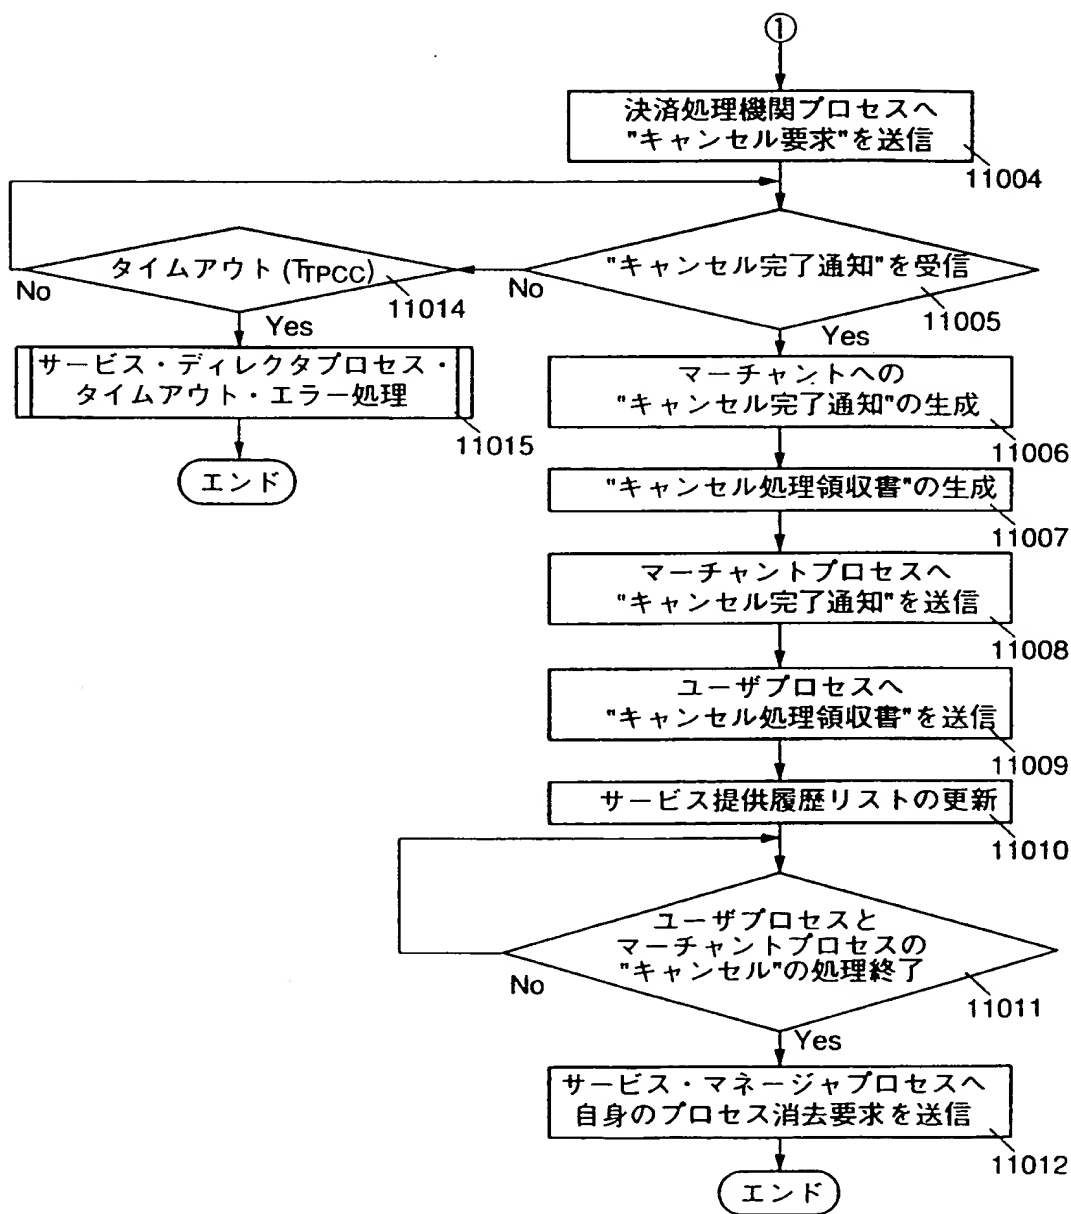 ①
決済処理機関プロセスへ
"キャンセル要求"を送信
11004
タイムアウト(TTPCC)
No
11014
Yes
"キャンセル完了通知"を受信
No
11005
Yes
サービス・ディレクタプロセス・
タイムアウト・エラー処理
11015
エンド
マーチャントへの
"キャンセル完了通知"の生成
11006
"キャンセル処理領収書"の生成
11007
マーチャントプロセスへ
"キャンセル完了通知"を送信
11008
ユーザプロセスへ
"キャンセル処理領収書"を送信
11009
サービス提供履歴リストの更新
11010
ユーザプロセスと
マーチャントプロセスの
"キャンセル"の処理終了
No
11011
Yes
サービス・マネージャプロセスへ
自身のプロセス消去要求を送信
11012
エンド